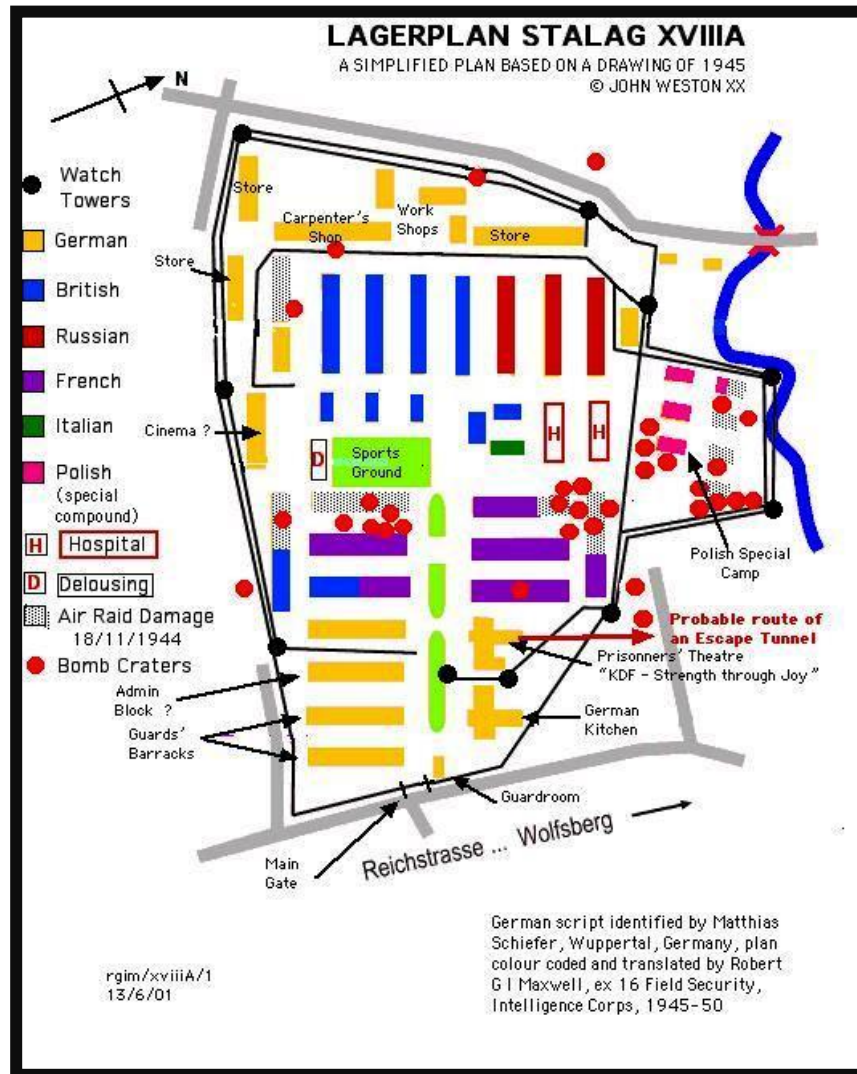 LAGERPLAN STALAG XVIIIA
A SIMPLIFIED PLAN BASED ON A DRAWING OF 1945
© JOHN WESTON XX
N
Watch
Towers
German
British
Russian
French
Italian
Polish
(special
compound)
H Hospital
D Delousing
Air Raid Damage
18/11/1944
Bomb Craters
Store
Carpenter's
Shop
Work
Shops
Store
Store
Cinema ?
D
Sports
Ground
H
H
Polish Special
Camp
Probable route of
an Escape Tunnel
Prisonners' Theatre
"KDF - Strength through Joy"
Admin
Block ?
Guards'
Barracks
German
Kitchen
Guardroom
Main
Gate
Reichstrasse ... Wolfsberg
German script identified by Matthias
Schiefer, Wuppertal, Germany, plan
colour coded and translated by Robert
G I Maxwell, ex 16 Field Security,
Intelligence Corps, 1945-50
rgim/xviiiA/1
13/6/01